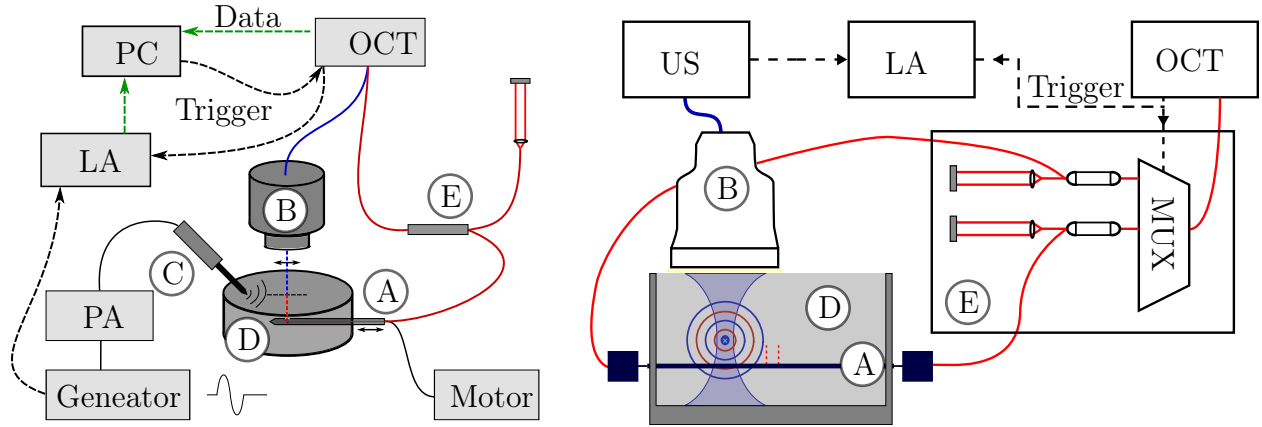 Data
PC
OCT
Trigger
LA
E
B
C
A
PA
D
Geneator
Motor
US
LA
OCT
Trigger
B
MUX
E
D
A